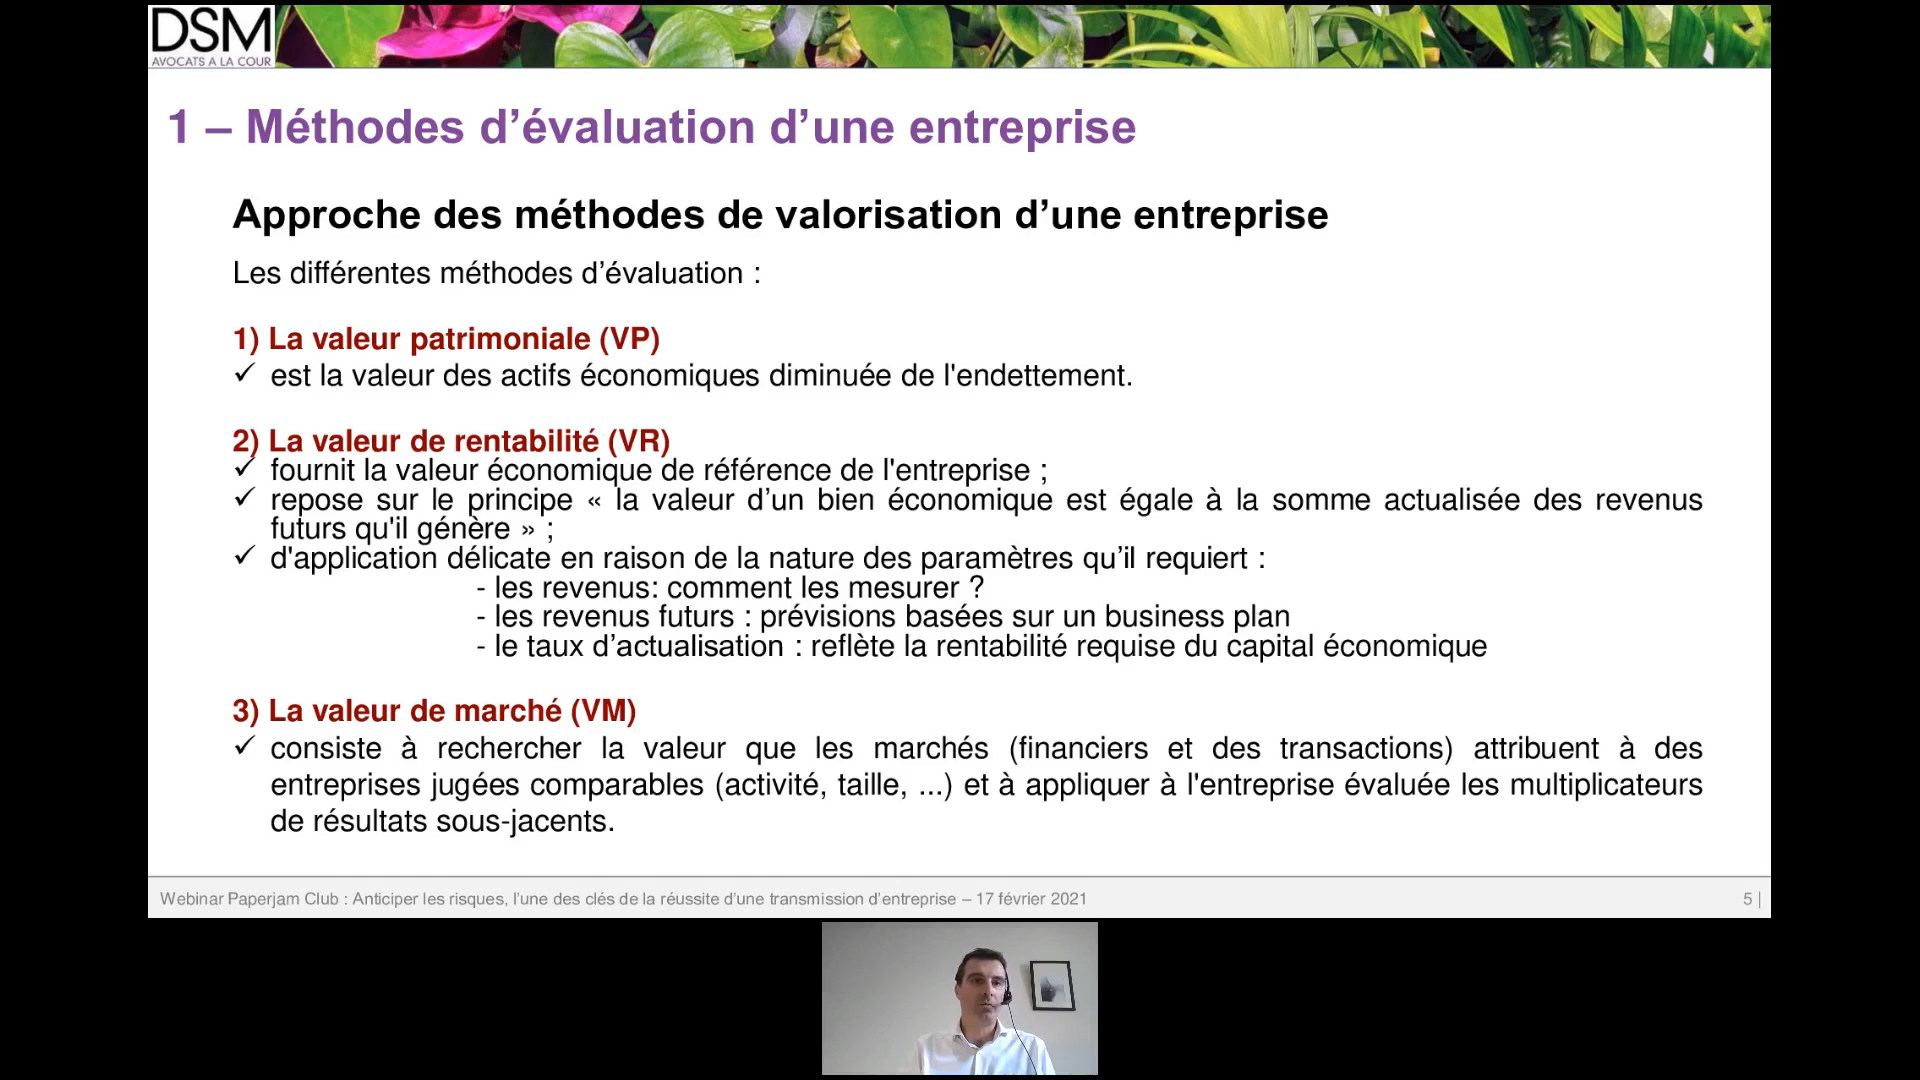 DSM
AVOCATS A LA COUR
1 – Méthodes d’évaluation d’une entreprise
Approche des méthodes de valorisation d’une entreprise
Les différentes méthodes d’évaluation :
1) La valeur patrimoniale (VP)
✓ est la valeur des actifs économiques diminuée de l'endettement.
2) La valeur de rentabilité (VR)
✓ fournit la valeur économique de référence de l'entreprise ;
✓ repose sur le principe « la valeur d’un bien économique est égale à la somme actualisée des revenus
futurs qu'il génère » ;
✓ d'application délicate en raison de la nature des paramètres qu’il requiert :
- les revenus: comment les mesurer ?
- les revenus futurs : prévisions basées sur un business plan
- le taux d’actualisation : reflète la rentabilité requise du capital économique
3) La valeur de marché (VM)
✓ consiste à rechercher la valeur que les marchés (financiers et des transactions) attribuent à des
entreprises jugées comparables (activité, taille, ...) et à appliquer à l'entreprise évaluée les multiplicateurs
de résultats sous-jacents.
Webinar Paperjam Club : Anticiper les risques, l’une des clés de la réussite d’une transmission d’entreprise – 17 février 2021
5 |